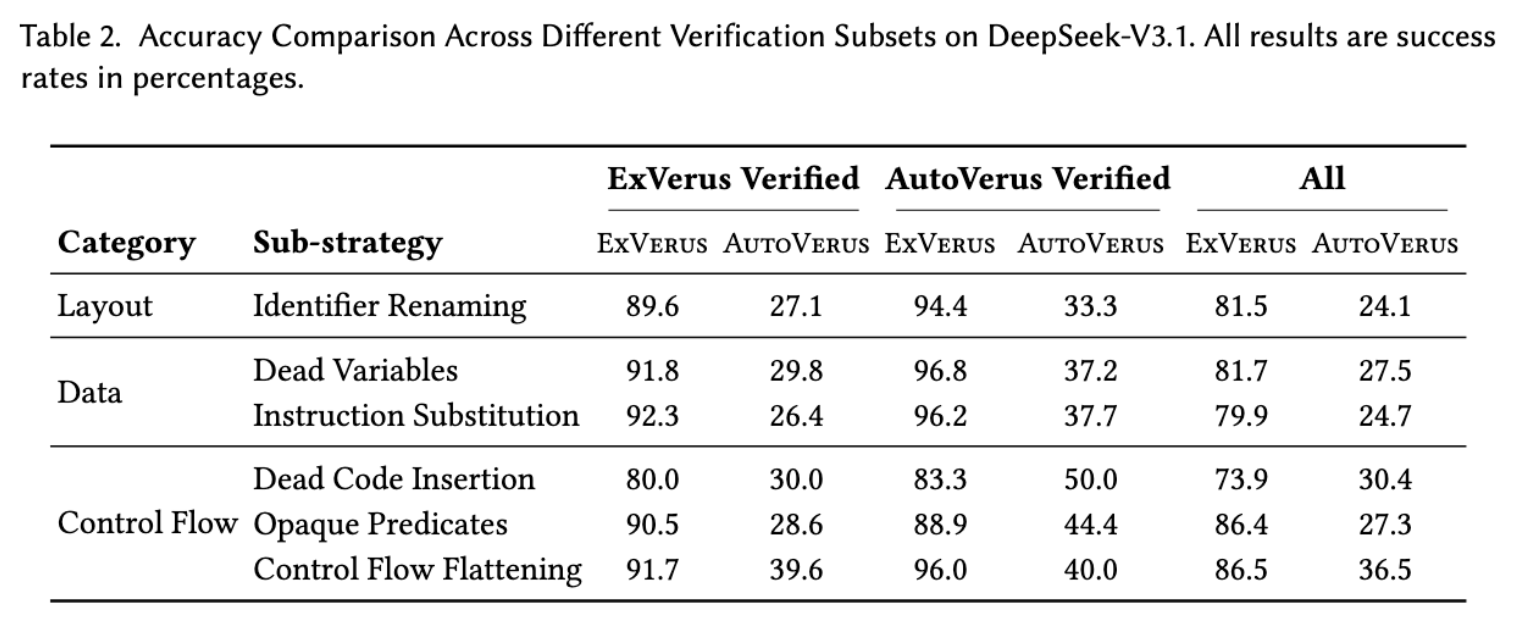 Table 2. Accuracy Comparison Across Different Verification Subsets on DeepSeek-V3.1. All results are success
rates in percentages.
ExVerus Verified AutoVerus Verified All
Category Sub-strategy ExVerus AutoVerus ExVerus AutoVerus ExVerus AutoVerus
Layout Identifier Renaming 89.6 27.1 94.4 33.3 81.5 24.1
Data
Dead Variables 91.8 29.8 96.8 37.2 81.7 27.5
Instruction Substitution 92.3 26.4 96.2 37.7 79.9 24.7
Dead Code Insertion 80.0 30.0 83.3 50.0 73.9 30.4
Control Flow Opaque Predicates 90.5 28.6 88.9 44.4 86.4 27.3
Control Flow Flattening 91.7 39.6 96.0 40.0 86.5 36.5